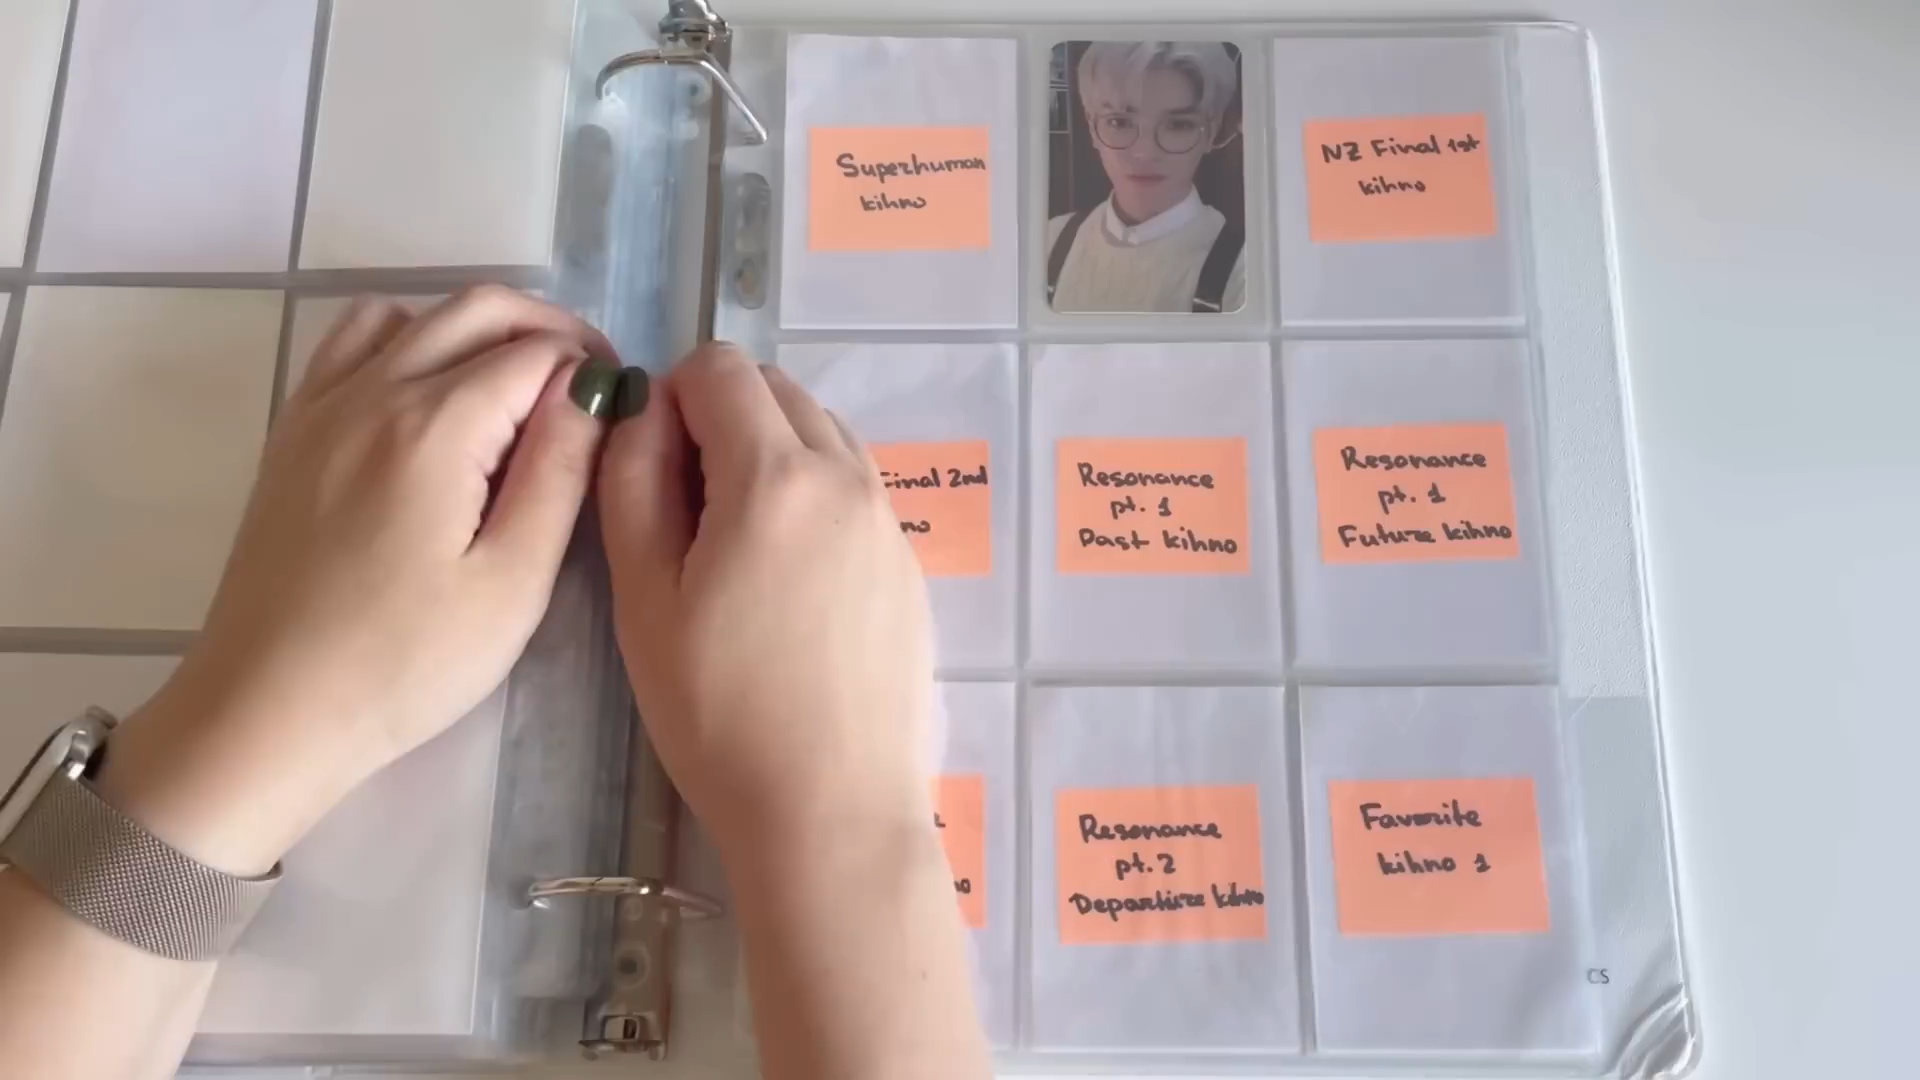 Superhuman
kihno
NZ Final 1st
kihno
Final 2nd
Resonance
pt. 1
Past kihno
Resonance
pt. 1
Future kihno
Resonance
pt. 2
Departure kihno
Favorite
kihno 1
CS